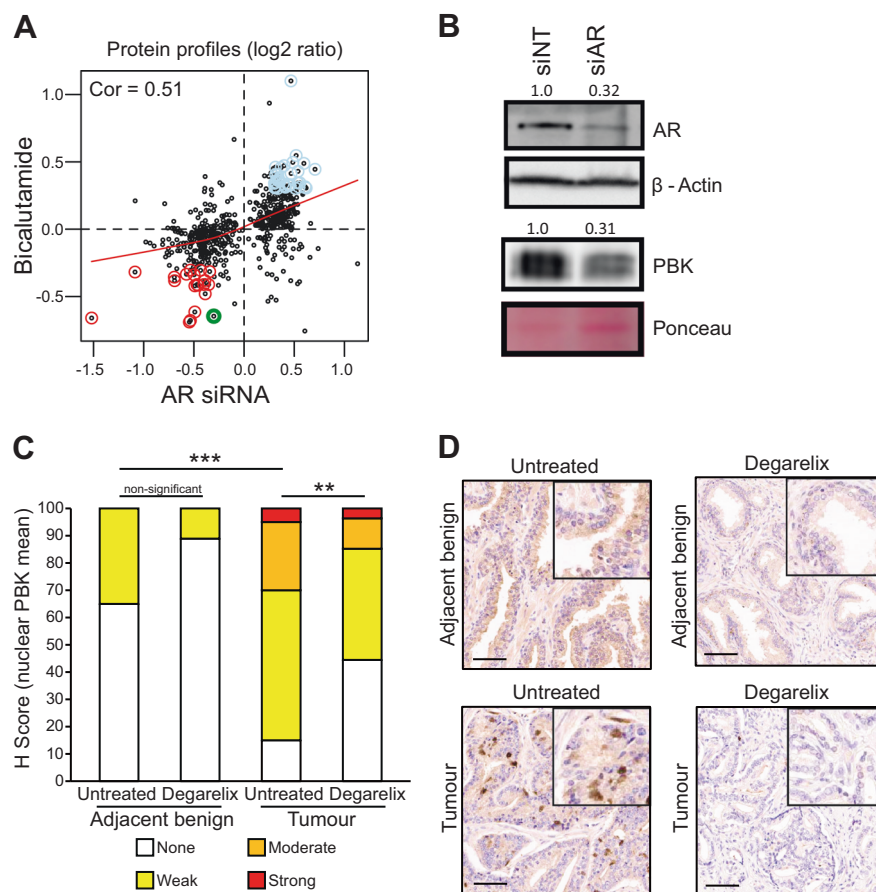 A
Protein profiles (log2 ratio)
Cor = 0.51
1.0
0.5
0.0
-0.5
Bicalutamide
-1.5
-1.0
-0.5
0.0
0.5
1.0
AR siRNA
B
siNT
siAR
1.0
0.32
AR
β - Actin
1.0
0.31
PBK
Ponceau
C
***
non-significant
**
H Score (nuclear PBK mean)
100
90
80
70
60
50
40
30
20
10
0
Untreated Degarelix Untreated Degarelix
Adjacent benign
Tumour
None
Moderate
Weak
Strong
D
Untreated
Degarelix
Adjacent benign
Adjacent benign
Untreated
Degarelix
Tumour
Tumour